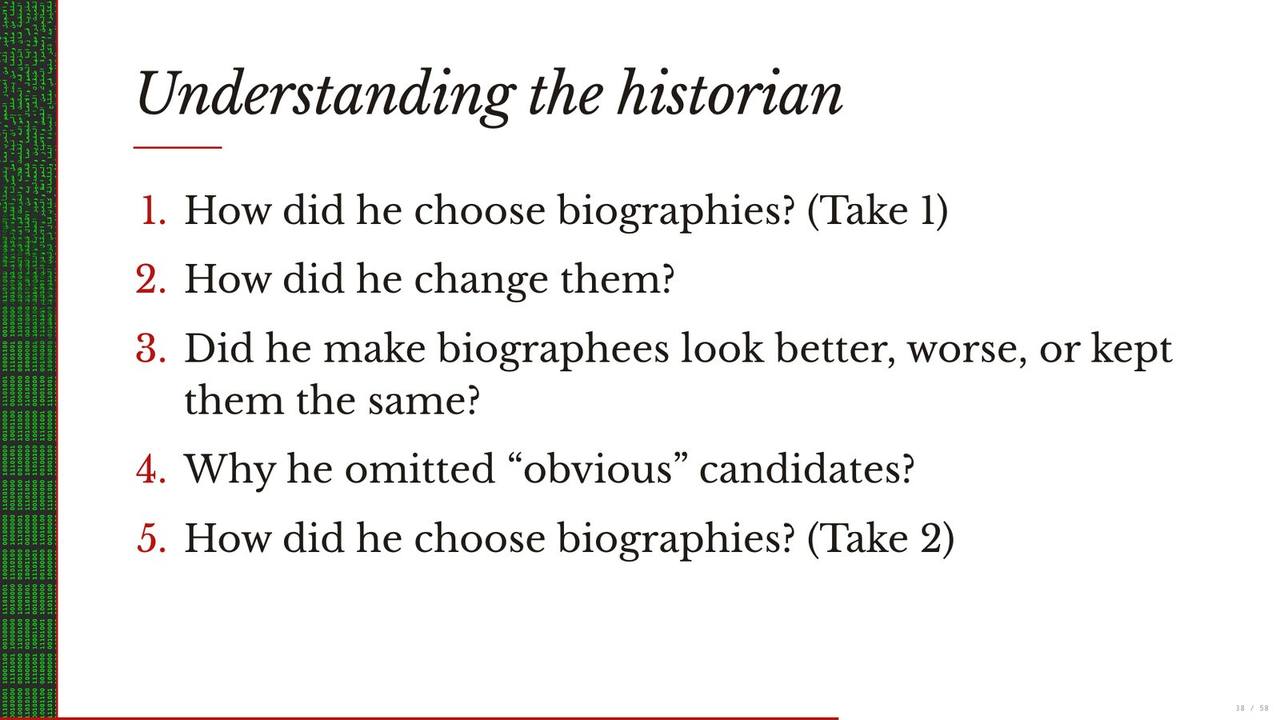 Understanding the historian
1. How did he choose biographies? (Take 1)
2. How did he change them?
3. Did he make biographees look better, worse, or kept
them the same?
4. Why he omitted “obvious” candidates?
5. How did he choose biographies? (Take 2)